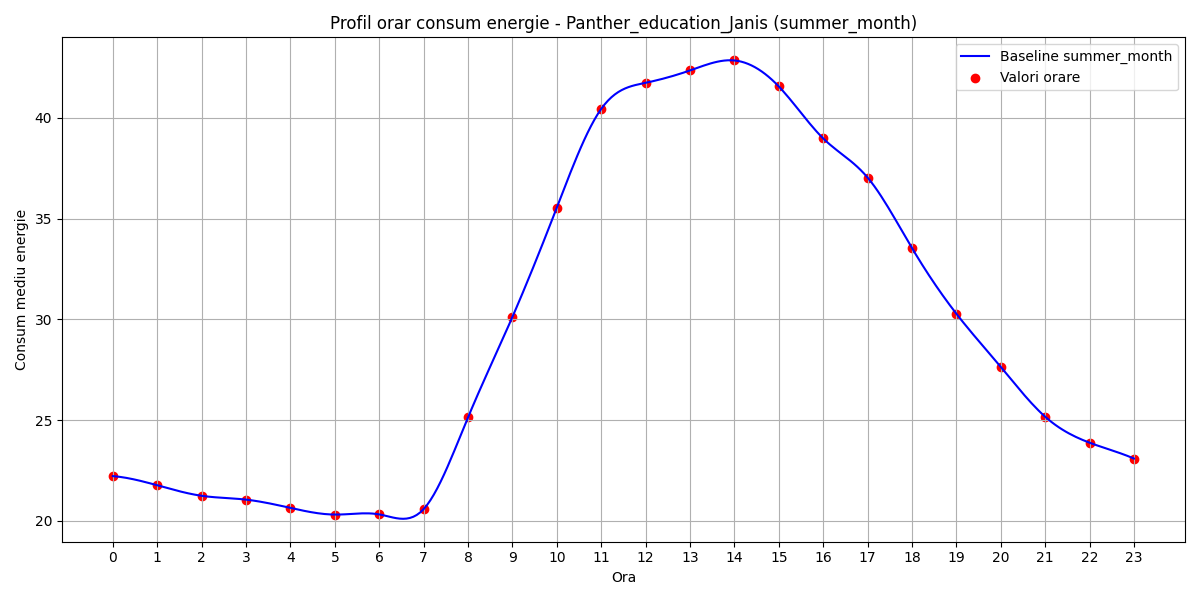 Profil orar consum energie - Panther_education_Janis (summer_month)
Baseline summer_month
Valori orare
Consum mediu energie
40
35
30
25
20
0 1 2 3 4 5 6 7 8 9 10 11 12 13 14 15 16 17 18 19 20 21 22 23
Ora